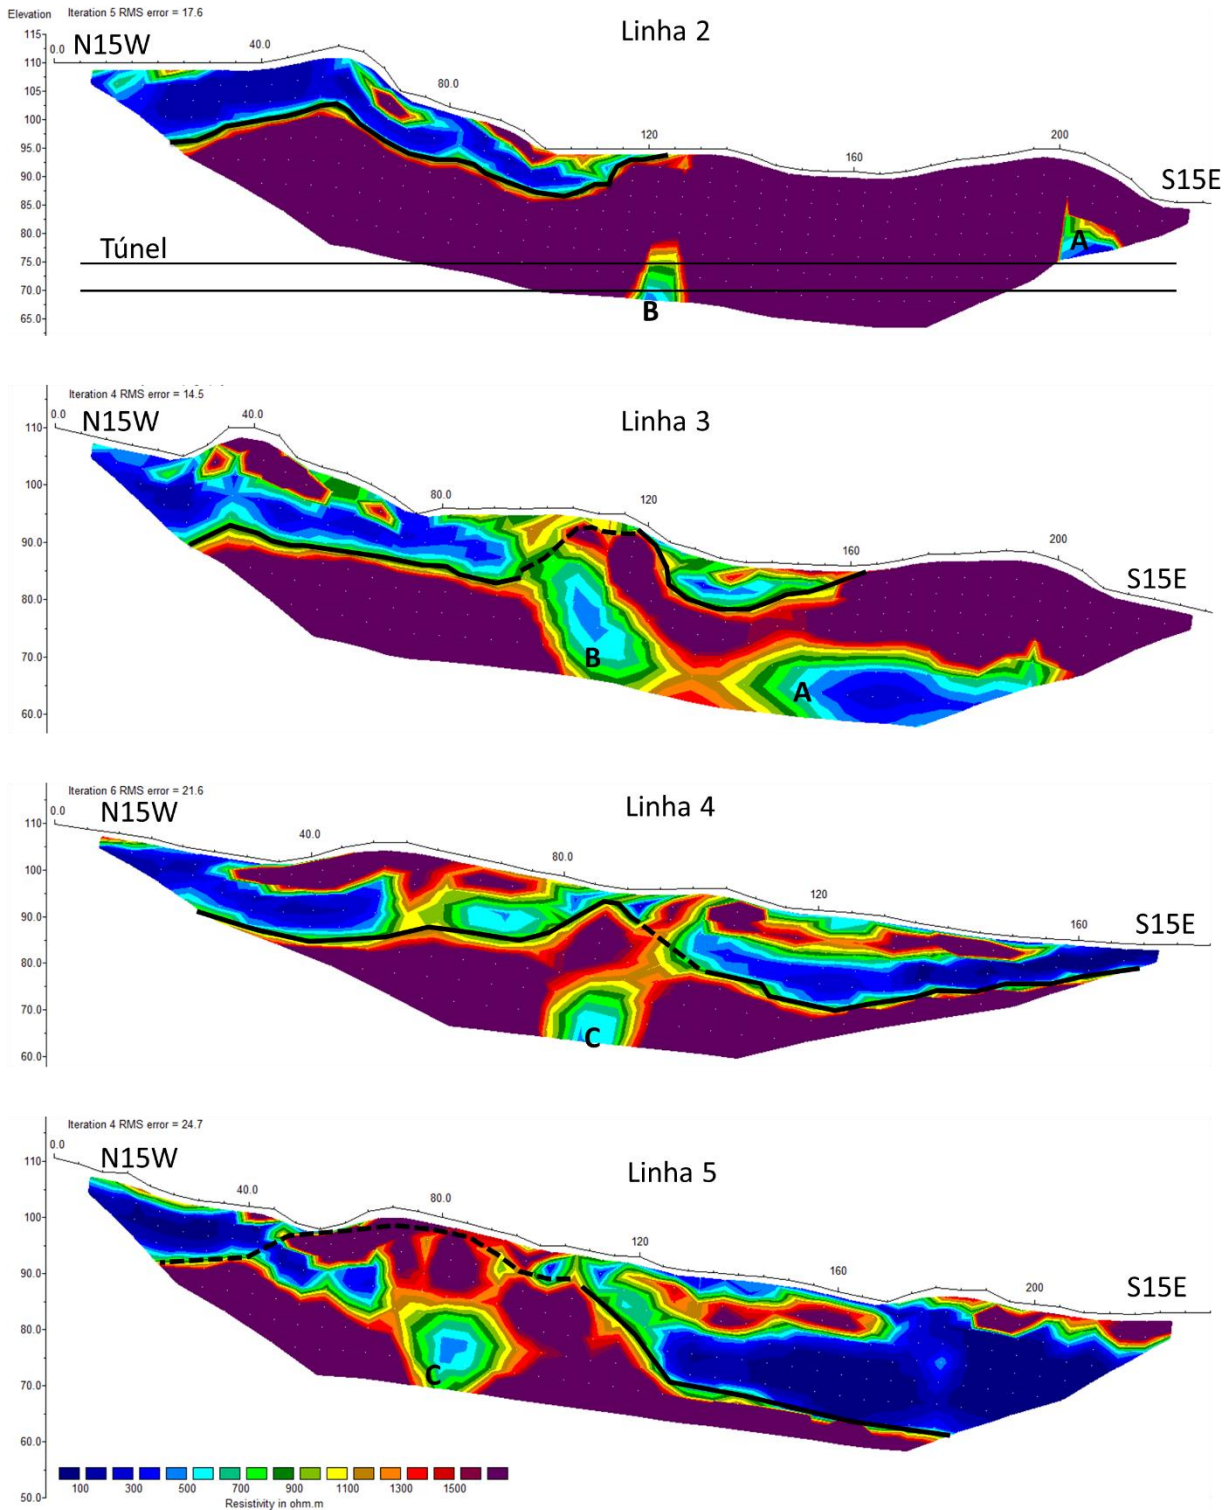 Elevation Iteration 5 RMS error = 17.6
Linha 2
N15W
0.0 40.0 80.0 120 160 200
S15E
115
110
105
100
95.0
90.0
85.0
80.0
75.0
70.0
65.0
Túnel
A
B
Iteration 4 RMS error = 14.5
0.0 N15W 40.0 Linha 3
80.0 120 160 200
S15E
110
100
90.0
80.0
70.0
60.0
B
A
Iteration 6 RMS error = 21.6
0.0 N15W Linha 4
40.0 80.0 120 160
S15E
110
100
90.0
80.0
70.0
60.0
C
Iteration 4 RMS error = 24.7
0.0 N15W Linha 5
40.0 80.0 120 160 200
S15E
110
100
90.0
80.0
70.0
60.0
50.0
C
100 300 500 700 900 1100 1300 1500
Resistivity in ohm.m